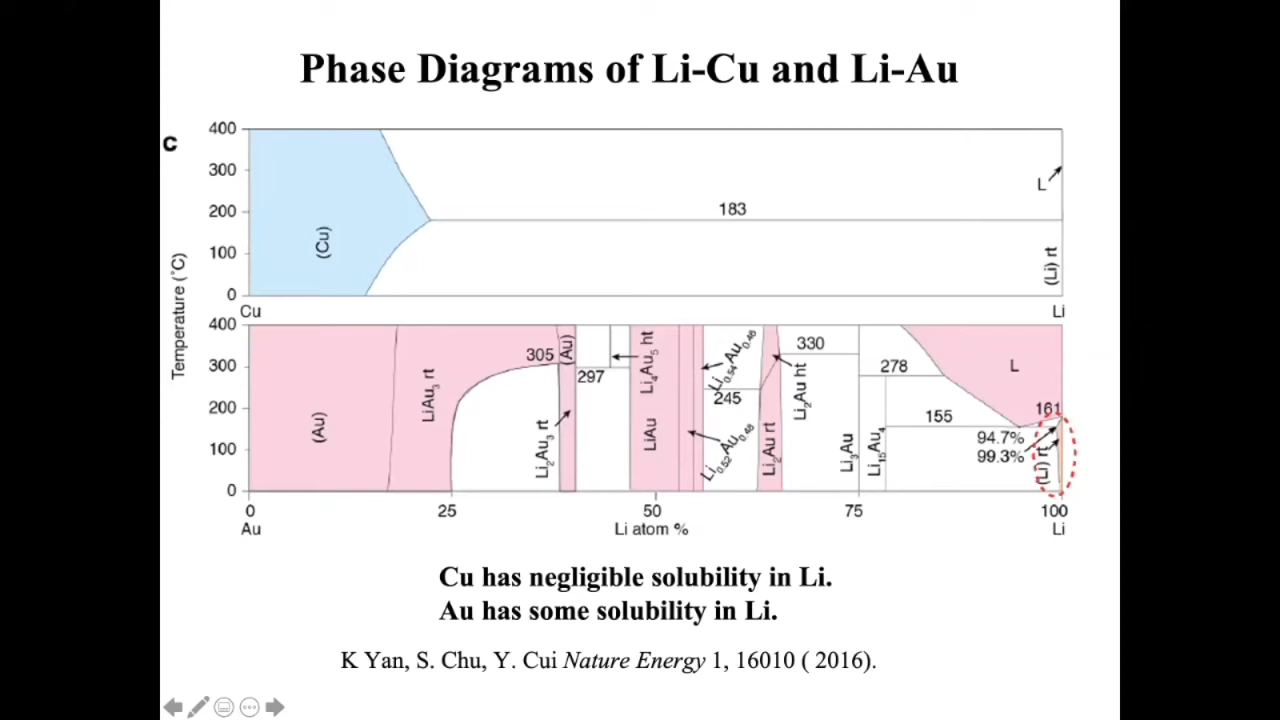 Phase Diagrams of Li-Cu and Li-Au
c
Temperature (°C)
400
300
200
100
0
(Cu)
183
L
(Li) rt
Cu
Li
400
300
200
100
0
(Au)
LiAu₃ rt
305
(Au)
297
Li₂Au₃ rt
Li₄Au₅ ht
LiAu
Li₀.₅₄Au₀.₄₆
245
Li₀.₅₂Au₀.₄₈
Li₂Au rt
Li₂Au ht
330
Li₃Au
278
Li₁₅Au₄
155
L
161
94.7%
99.3%
(Li) rt
0
25
50
75
100
Au
Li atom %
Li
Cu has negligible solubility in Li.
Au has some solubility in Li.
K Yan, S. Chu, Y. Cui Nature Energy 1, 16010 ( 2016).